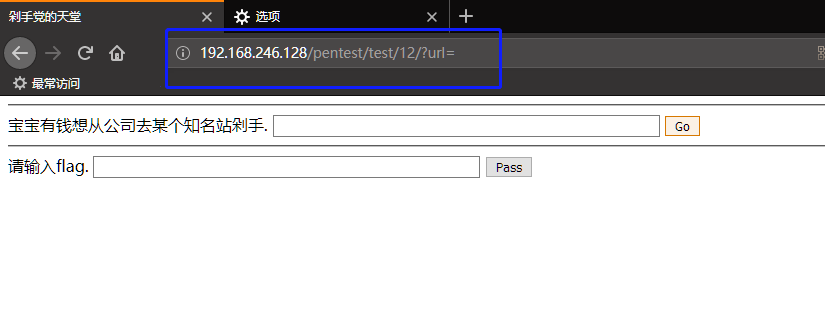 剁手党的天堂
选项
192.168.246.128/pentest/test/12/?url=
最常访问
宝宝有钱想从公司去某个知名站剁手.
Go
请输入flag.
Pass